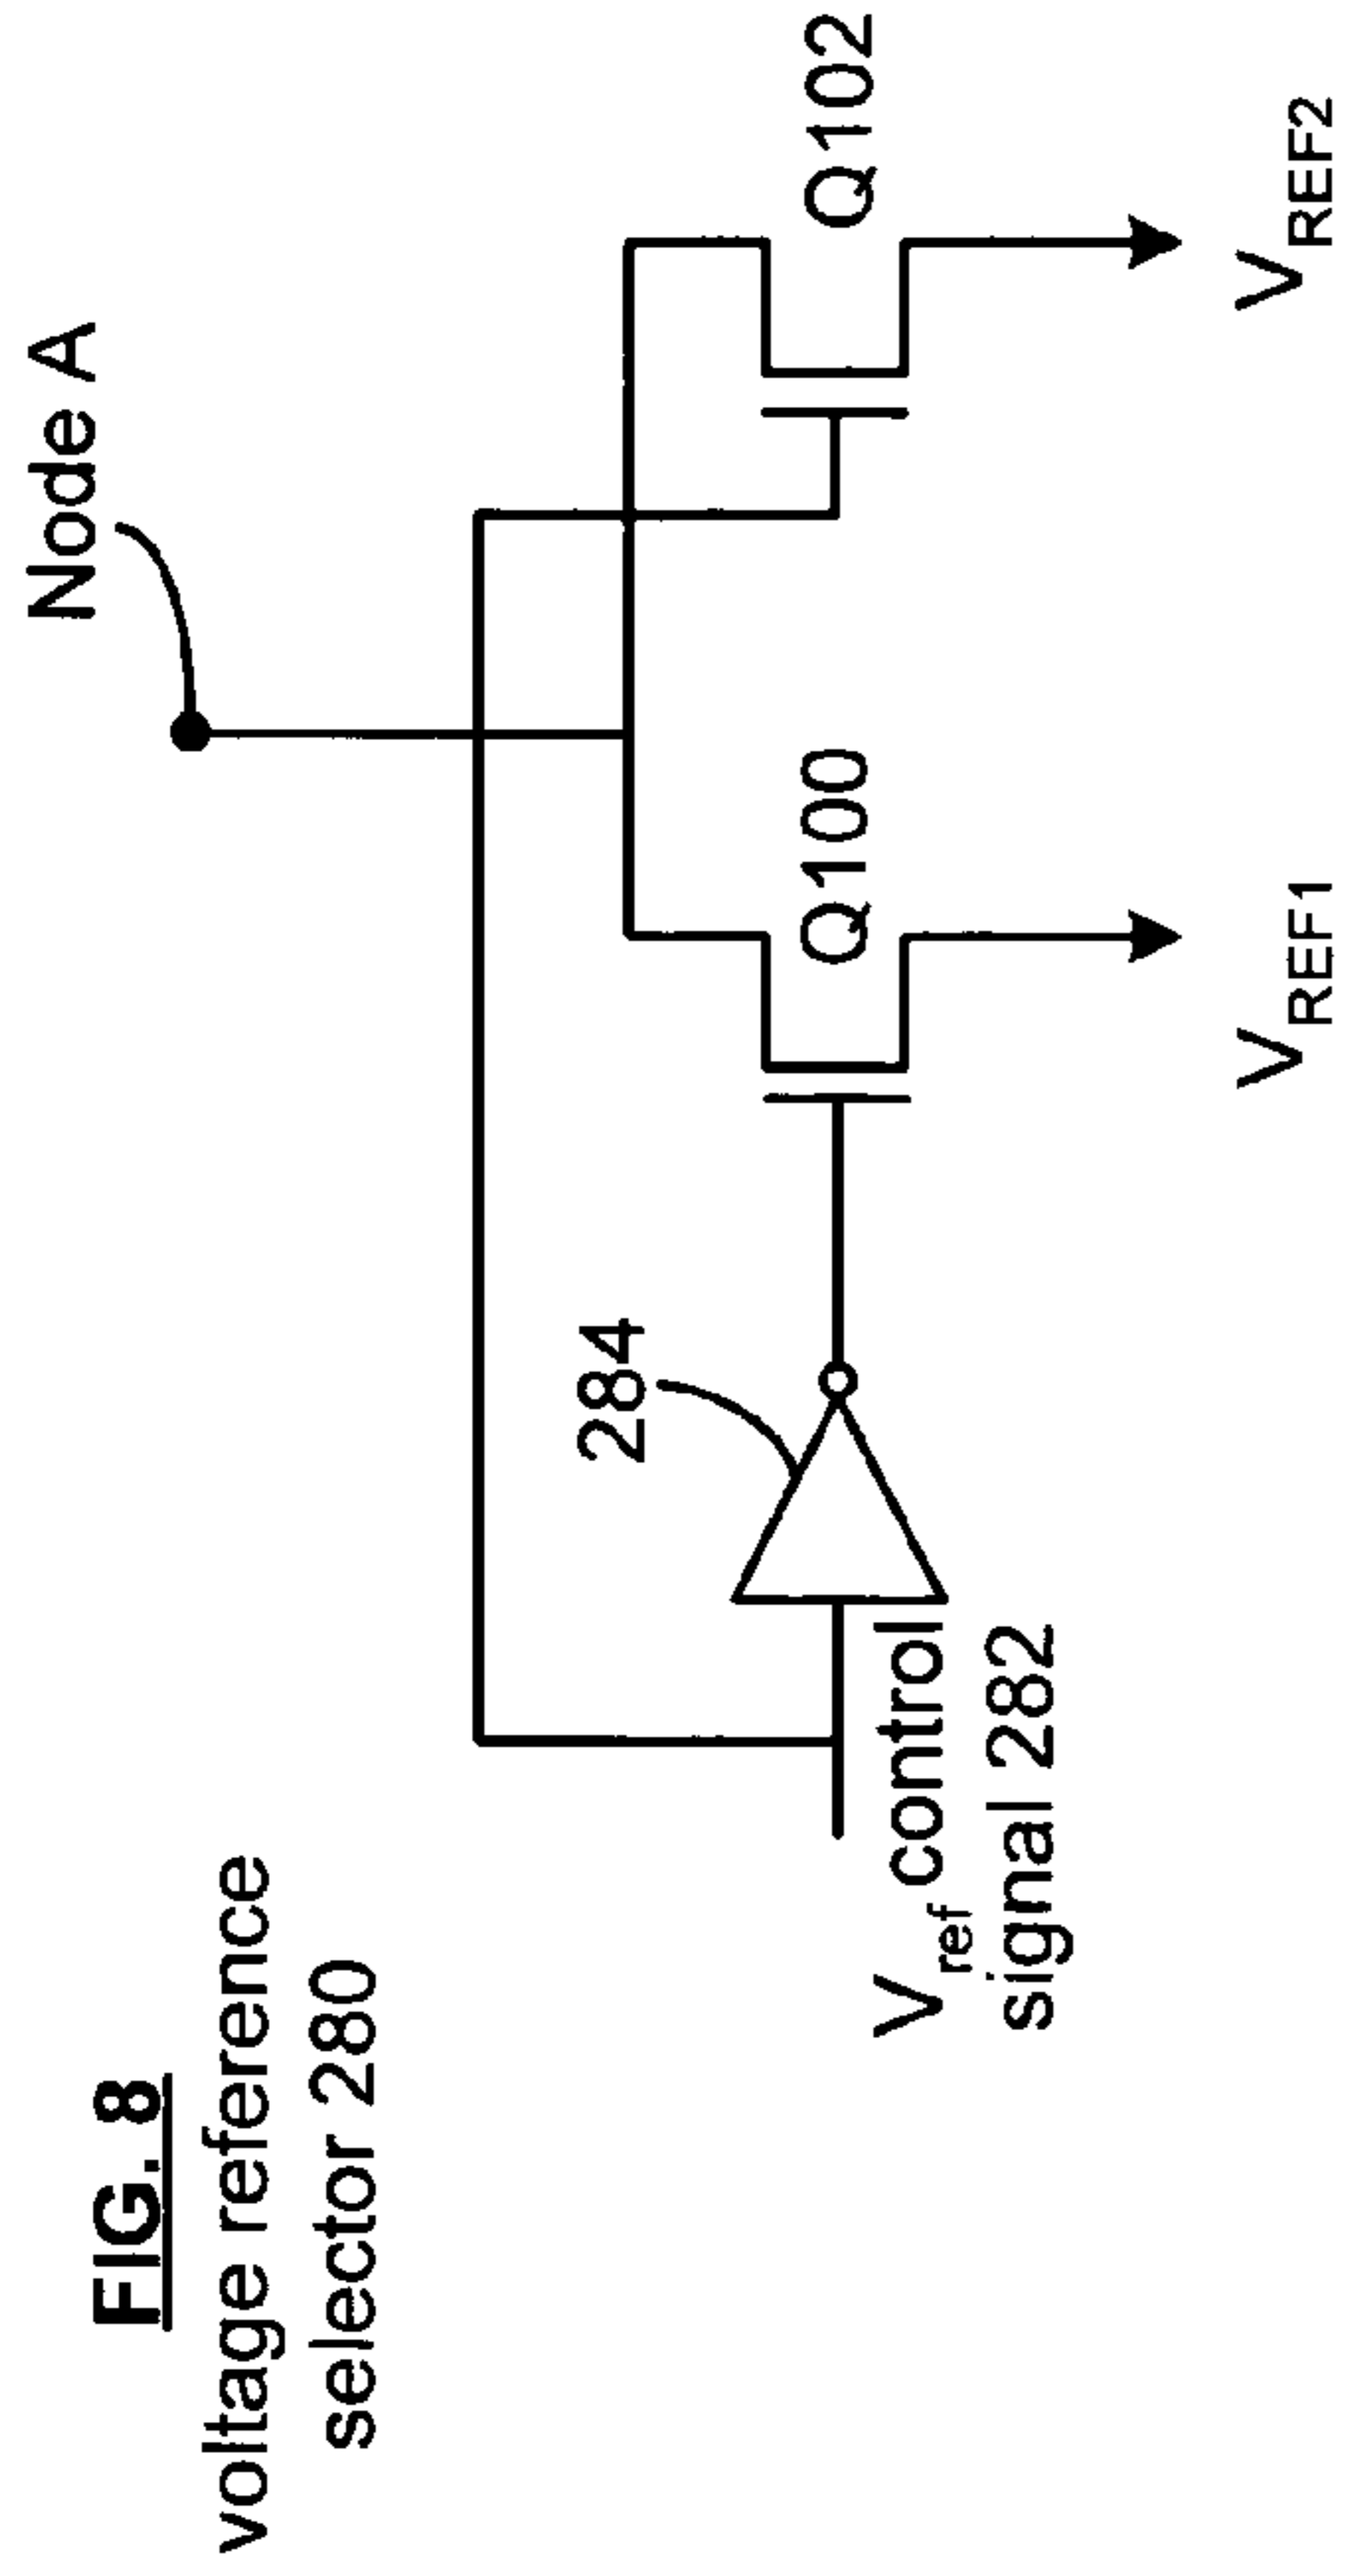 FIG. 8
voltage reference
selector 280
Node A
284
Q100
Q102
Vref control
signal 282
VREF1
VREF2